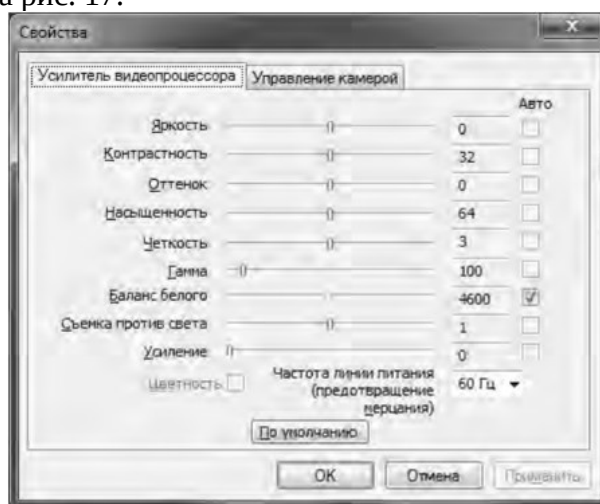 а рис. 17.
Свойства
Усилитель видеопроцессора Управление камерой
Авто
Яркость 0
Контрастность 32
Оттенок 0
Насыщенность 64
Четкость 3
Гамма 100
Баланс белого 4600
Съемка против света 1
Усиление 0
Цветность Частота линии питания (предотвращение мерцания) 60 Гц
По умолчанию
ОК Отмена Применить